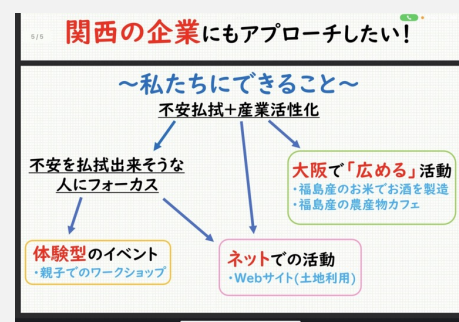 5/5
関西の企業にもアプローチしたい!
～私たちにできること～
不安払拭+産業活性化
不安を払拭出来そうな
人にフォーカス
大阪で「広める」活動
・福島産のお米でお酒を製造
・福島産の農産物カフェ
体験型のイベント
・親子でのワークショップ
ネットでの活動
・Webサイト(土地利用)